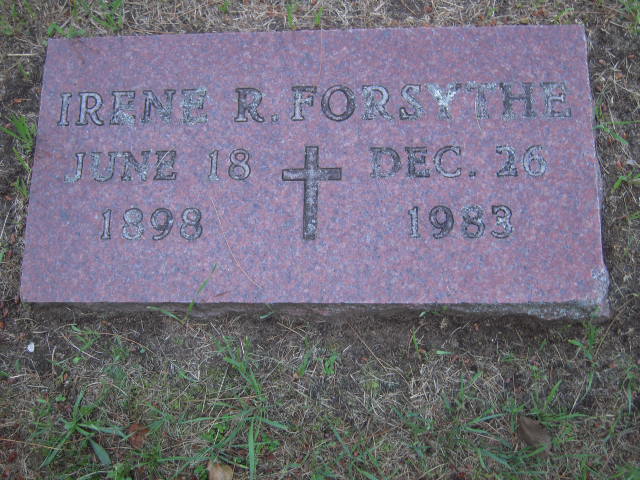 IRENE R. FORSYTHE
JUNE 18 DEC. 26
1898 1983